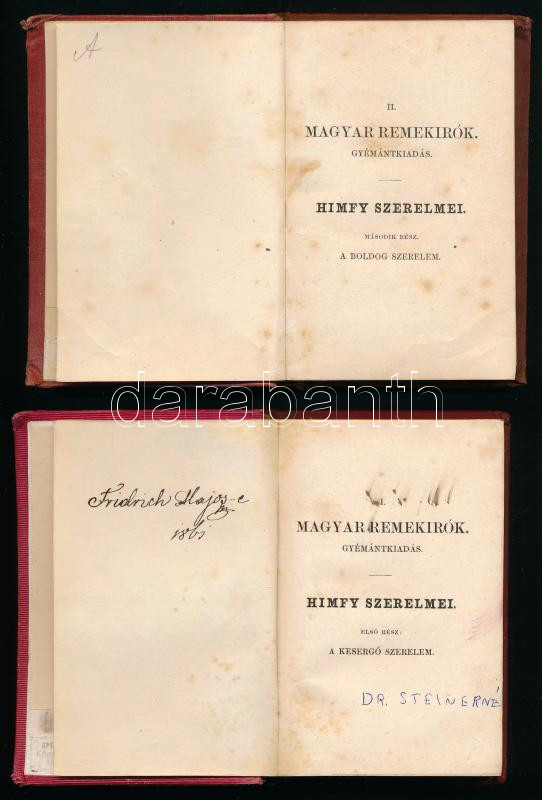 A
II.
MAGYAR REMEKIRÓK.
GYÉMÁNTKIADÁS.
HIMFY SZERELMEI.
MÁSODIK RÉSZ.
A BOLDOG SZERELEM.
darabanth
Fridrich
1861
I.
MAGYAR REMEKIRÓK.
GYÉMÁNTKIADÁS.
HIMFY SZERELMEI.
ELSŐ RÉSZ:
A KESERGŐ SZERELEM.
DR. STEINERNÉ